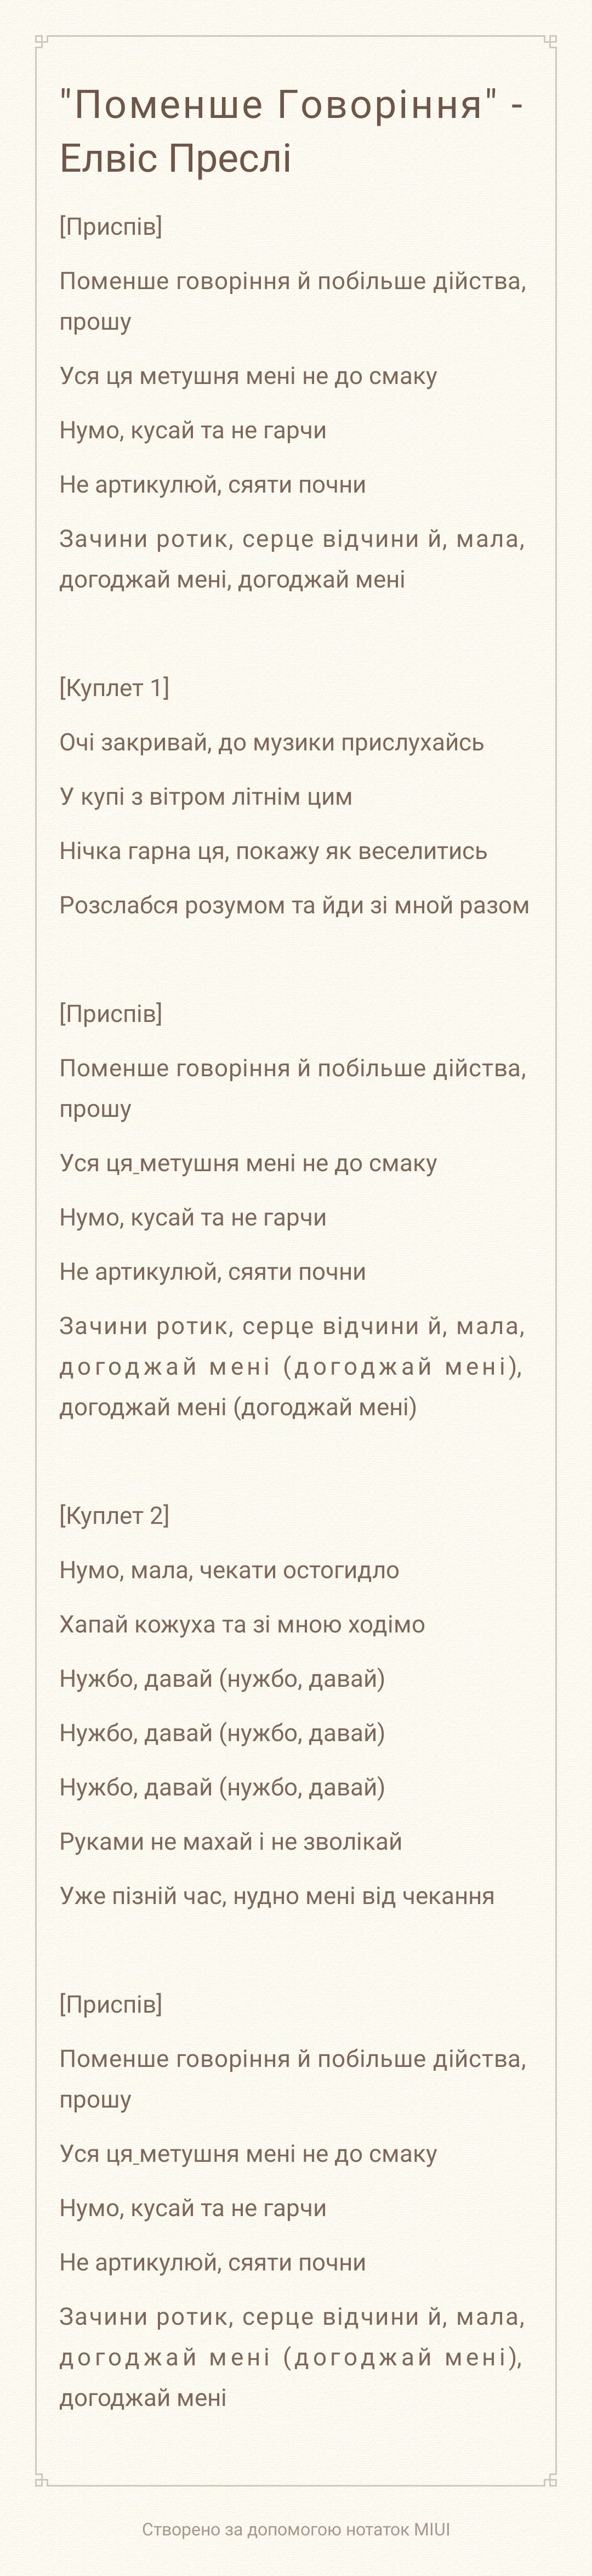 "Поменше Говоріння" -
Елвіс Преслі
[Приспів]
Поменше говоріння й побільше дійства,
прошу
Уся ця метушня мені не до смаку
Нумо, кусай та не гарчи
Не артикулюй, сяяти почни
Зачини ротик, серце відчини й, мала,
догоджай мені, догоджай мені
[Куплет 1]
Очі закривай, до музики прислухайсь
У купі з вітром літнім цим
Нічка гарна ця, покажу як веселитись
Розслабся розумом та йди зі мной разом
[Приспів]
Поменше говоріння й побільше дійства,
прошу
Уся ця_метушня мені не до смаку
Нумо, кусай та не гарчи
Не артикулюй, сяяти почни
Зачини ротик, серце відчини й, мала,
догоджай мені (догоджай мені),
догоджай мені (догоджай мені)
[Куплет 2]
Нумо, мала, чекати остогидло
Хапай кожуха та зі мною ходімо
Нужбо, давай (нужбо, давай)
Нужбо, давай (нужбо, давай)
Нужбо, давай (нужбо, давай)
Руками не махай і не зволікай
Уже пізній час, нудно мені від чекання
[Приспів]
Поменше говоріння й побільше дійства,
прошу
Уся ця_метушня мені не до смаку
Нумо, кусай та не гарчи
Не артикулюй, сяяти почни
Зачини ротик, серце відчини й, мала,
догоджай мені (догоджай мені),
догоджай мені
Створено за допомогою нотаток MIUI